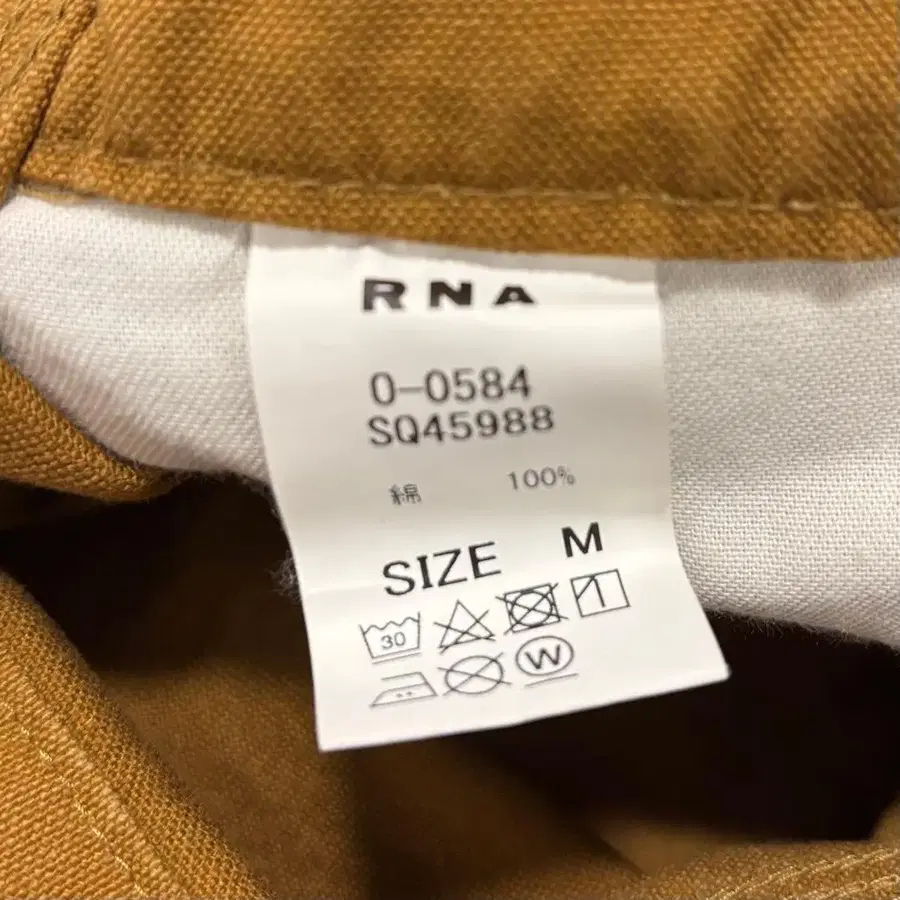 RNA
0-0584
SQ45988
綿 100%
SIZE M
30
W